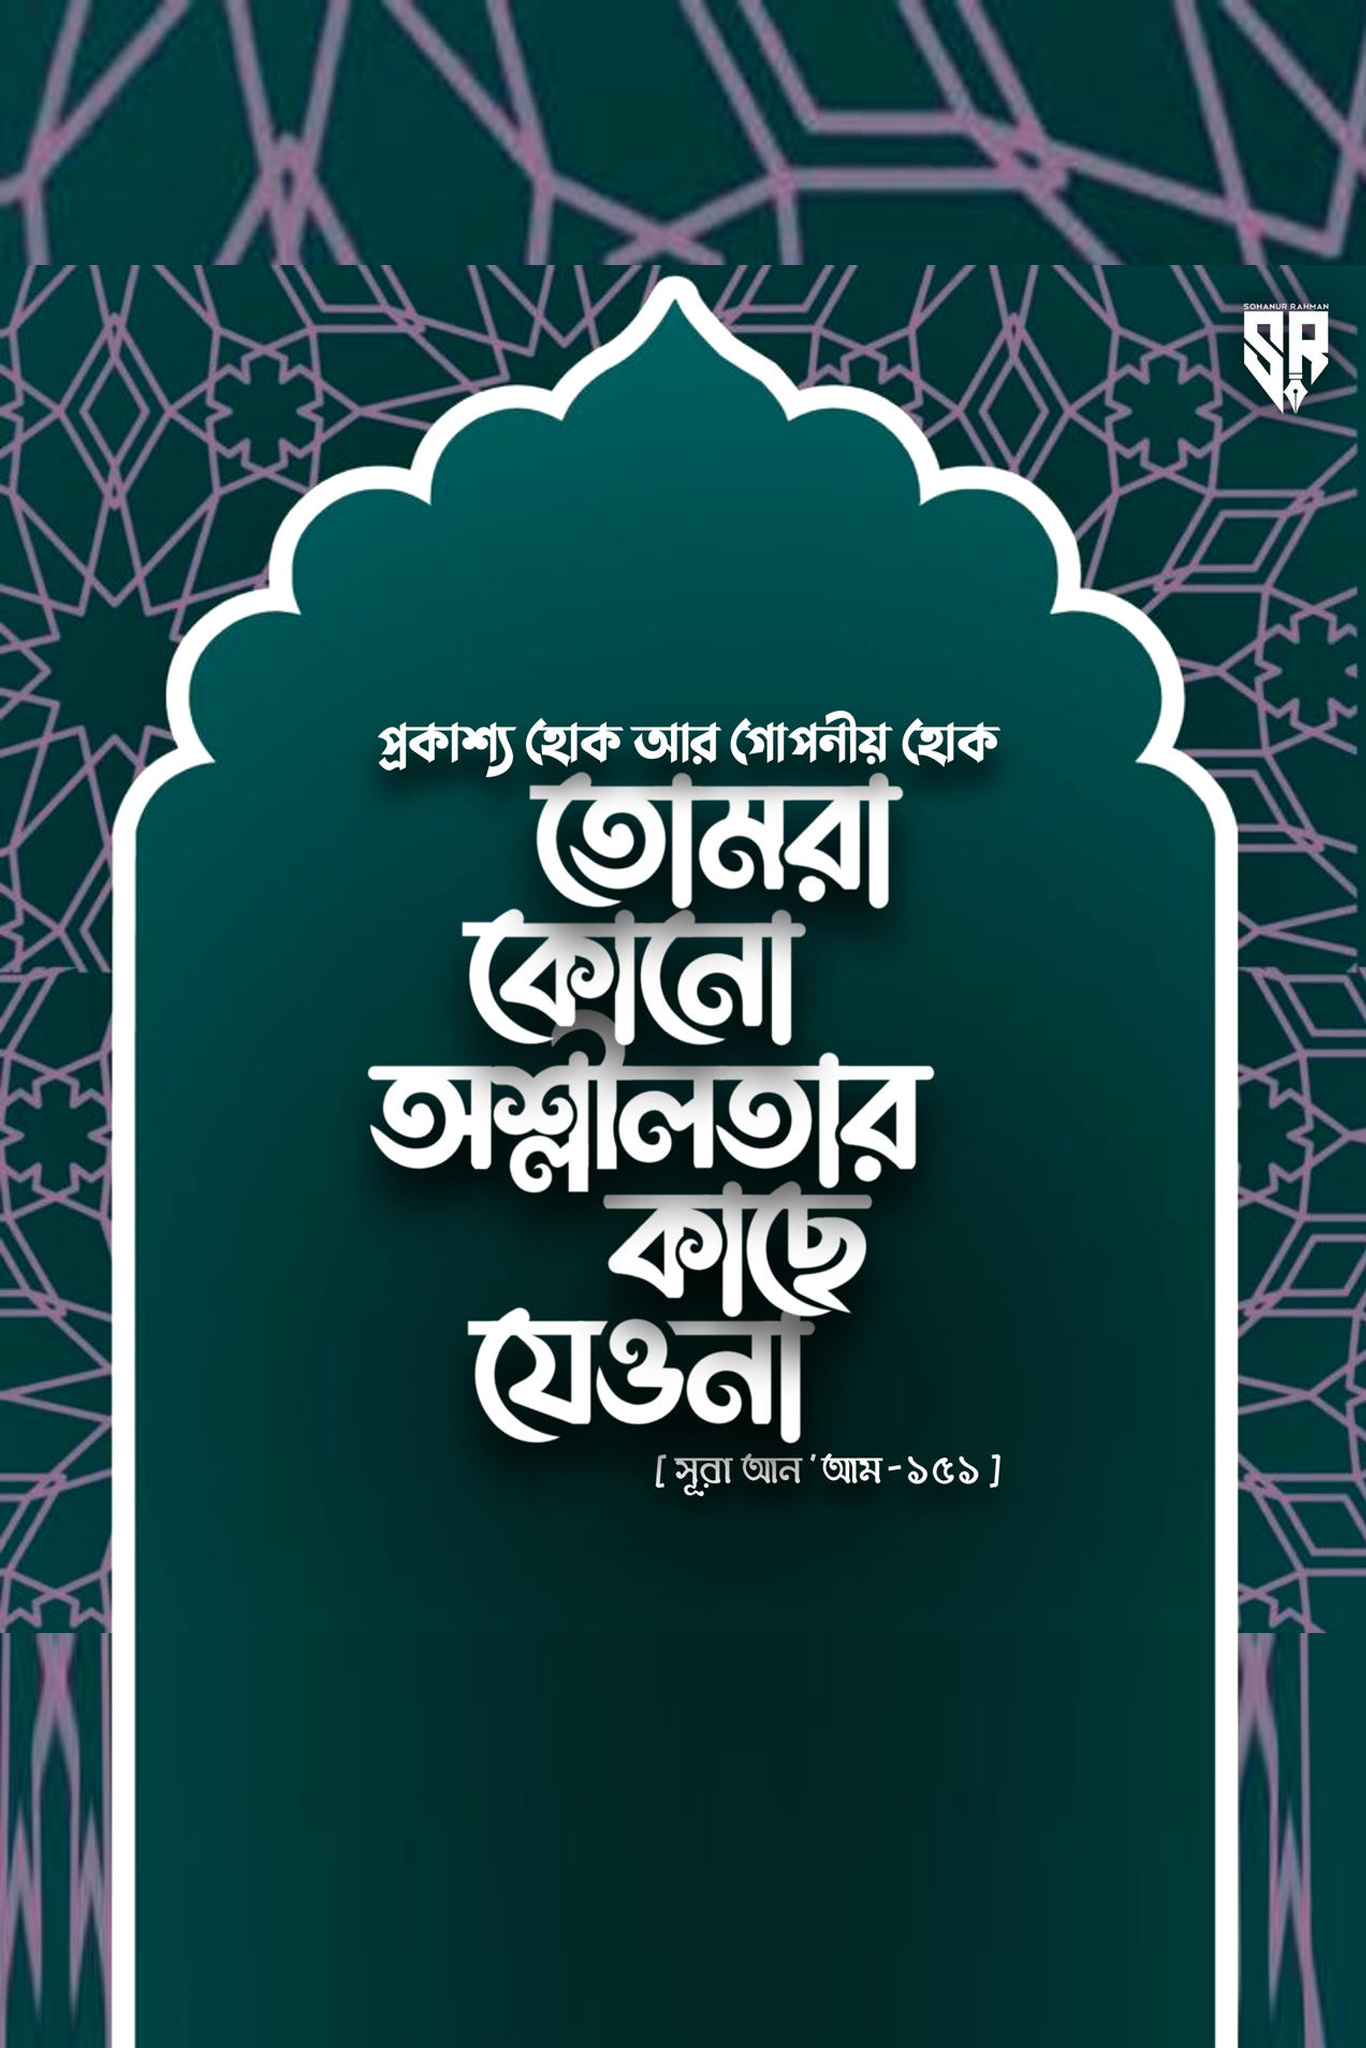 SOHANUR RAHMAN
SR
প্রকাশ্য হোক আর গোপনীয় হোক
তোমরা
কোনো
অশ্লীলতার
কাছে
যেওনা
[ সূরা আন'আম-১৫১ ]